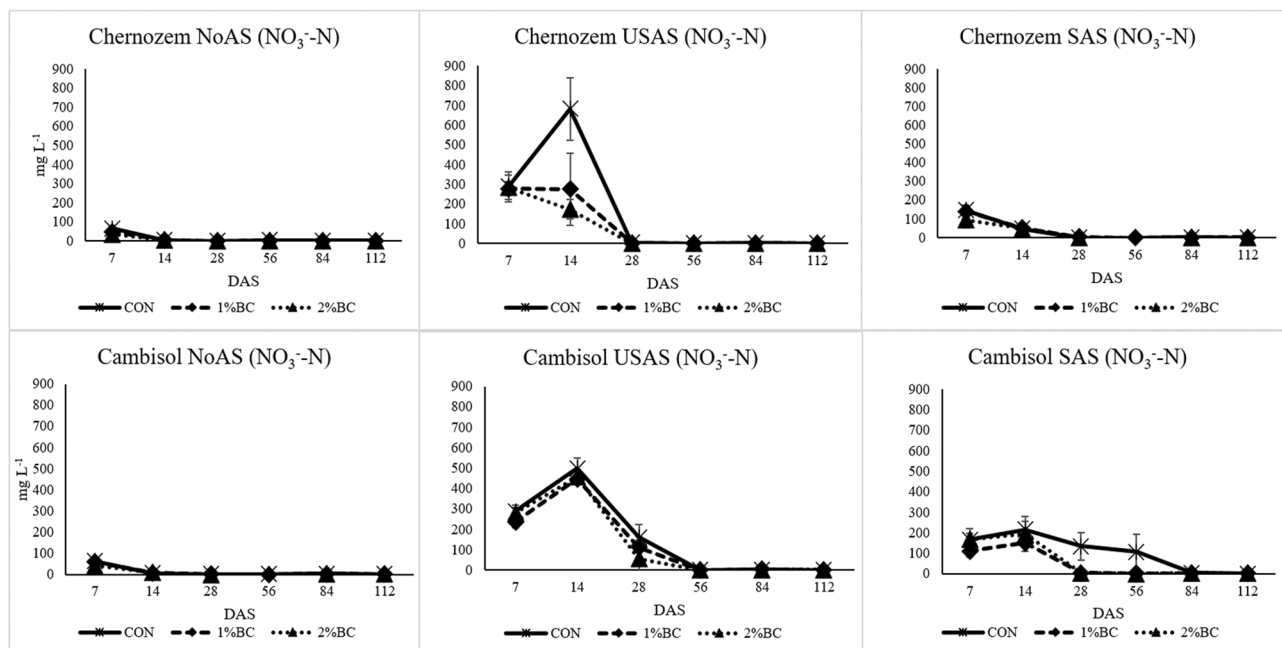 Chernozem NoAS (NO₃⁻-N)
900
800
700
600
500
400
300
200
100
0
mg L⁻¹
7 14 28 56 84 112
DAS
CON 1%BC 2%BC
Chernozem USAS (NO₃⁻-N)
900
800
700
600
500
400
300
200
100
0
7 14 28 56 84 112
DAS
CON 1%BC 2%BC
Chernozem SAS (NO₃⁻-N)
900
800
700
600
500
400
300
200
100
0
7 14 28 56 84 112
DAS
CON 1%BC 2%BC
Cambisol NoAS (NO₃⁻-N)
900
800
700
600
500
400
300
200
100
0
mg L⁻¹
7 14 28 56 84 112
DAS
CON 1%BC 2%BC
Cambisol USAS (NO₃⁻-N)
900
800
700
600
500
400
300
200
100
0
7 14 28 56 84 112
DAS
CON 1%BC 2%BC
Cambisol SAS (NO₃⁻-N)
900
800
700
600
500
400
300
200
100
0
7 14 28 56 84 112
DAS
CON 1%BC 2%BC